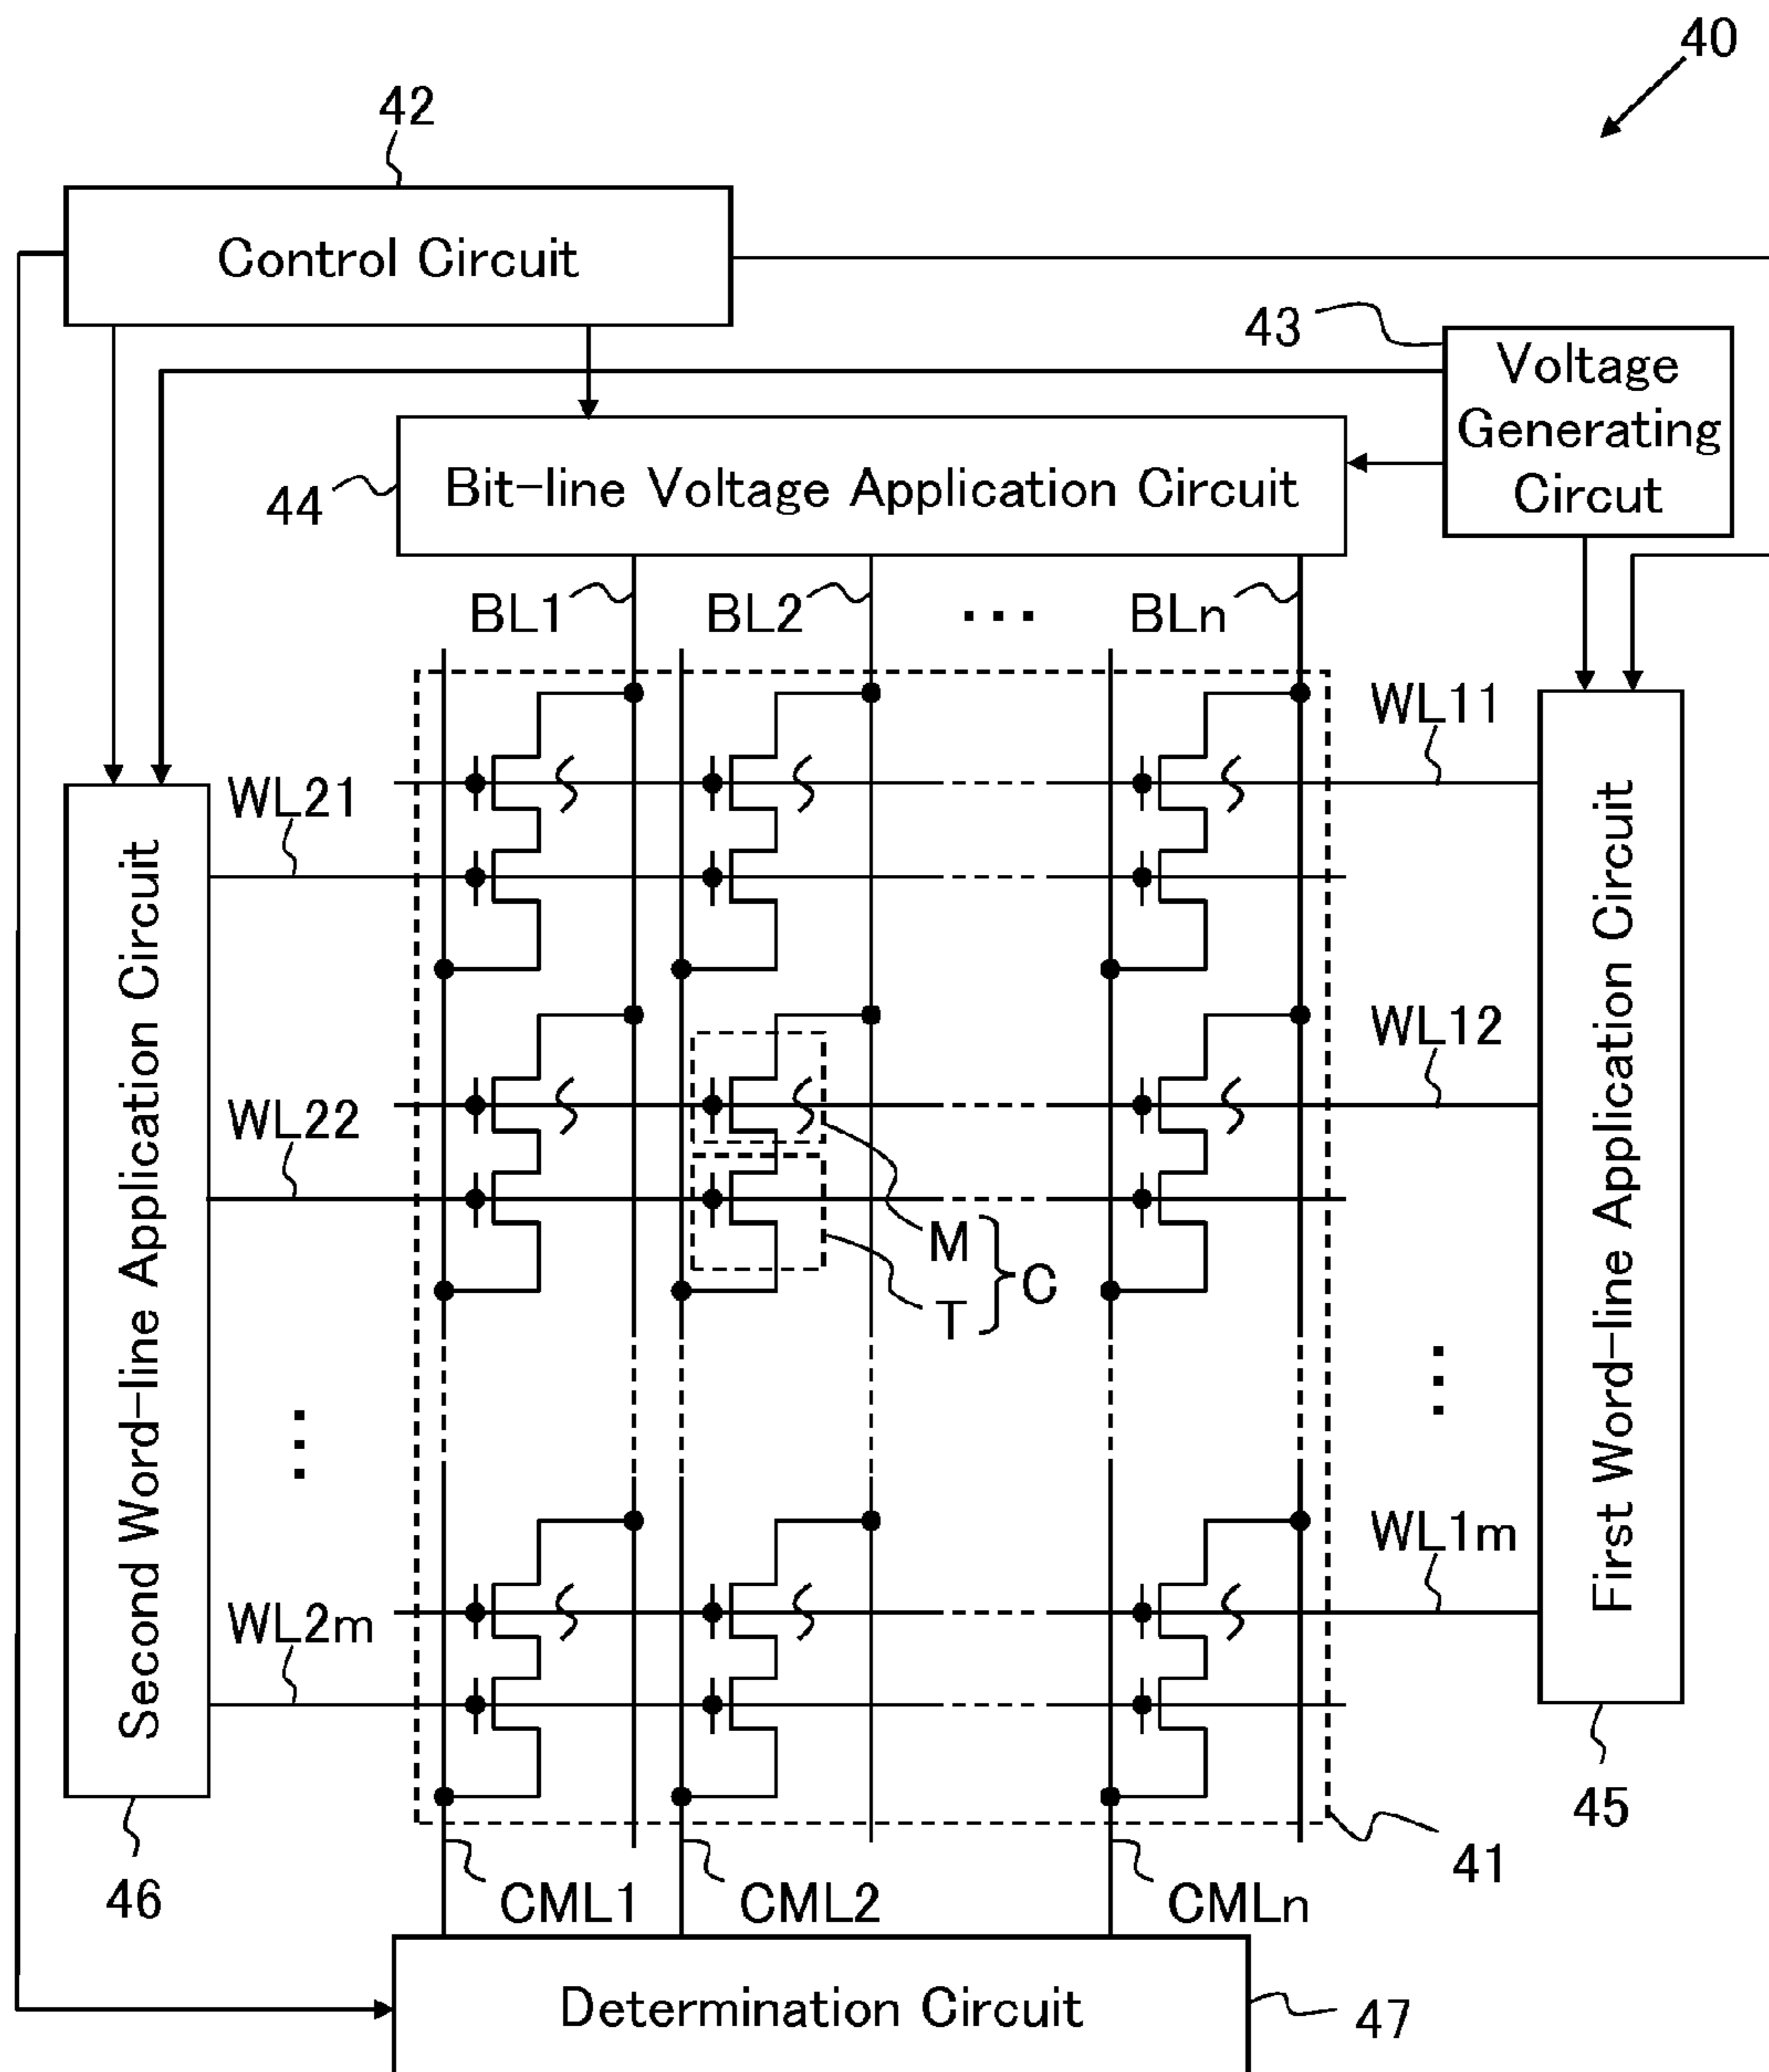 40
42
Control Circuit
43
Voltage
Generating
Circut
44
Bit-line Voltage Application Circuit
BL1
BL2
...
BLn
WL11
WL21
WL12
WL22
M
T
C
Second Word-line Application Circuit
First Word-line Application Circuit
WL1m
WL2m
45
46
41
CML1
CML2
CMLn
Determination Circuit
47